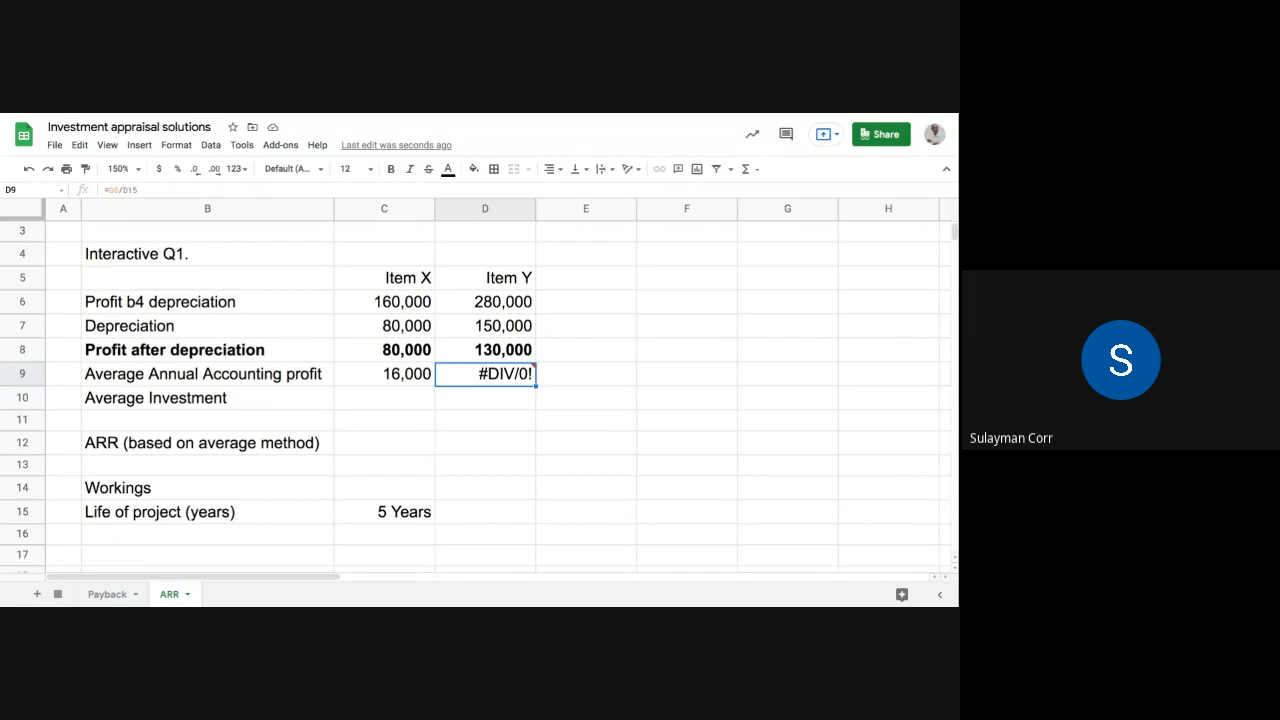 Investment appraisal solutions
File Edit View Insert Format Data Tools Add-ons Help Last edit was seconds ago
Share
150% $ % .0 .00 123 Default (A... 12 B I S A
D9 fx =D8/D15
A B C D E F G H
3
4 Interactive Q1.
5 Item X Item Y
6 Profit b4 depreciation 160,000 280,000
7 Depreciation 80,000 150,000
8 Profit after depreciation 80,000 130,000
9 Average Annual Accounting profit 16,000 #DIV/0!
10 Average Investment
11
12 ARR (based on average method)
13
14 Workings
15 Life of project (years) 5 Years
16
17
Payback ARR
S
Sulayman Corr